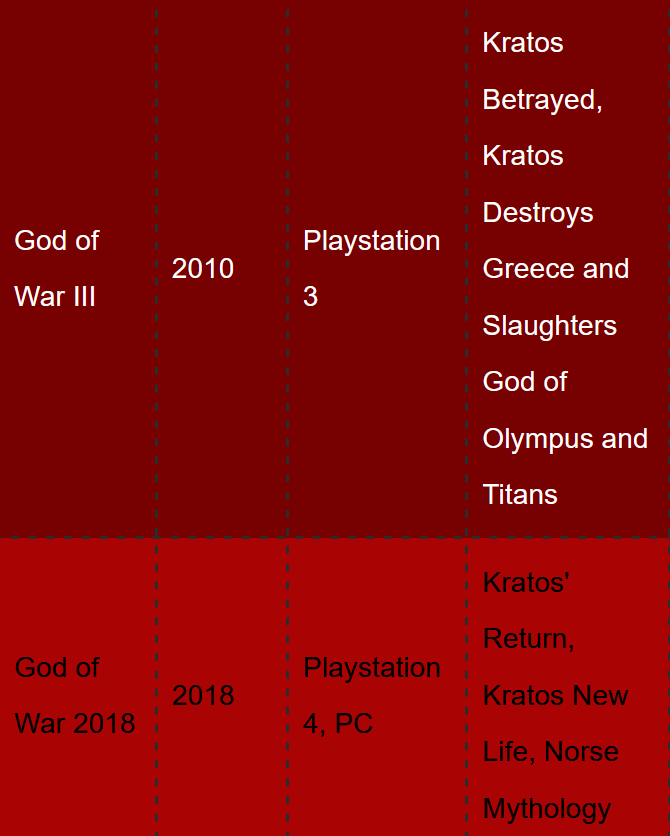 God of
War III
2010
Playstation
3
Kratos
Betrayed,
Kratos
Destroys
Greece and
Slaughters
God of
Olympus and
Titans
God of
War 2018
2018
Playstation
4, PC
Kratos'
Return,
Kratos New
Life, Norse
Mythology